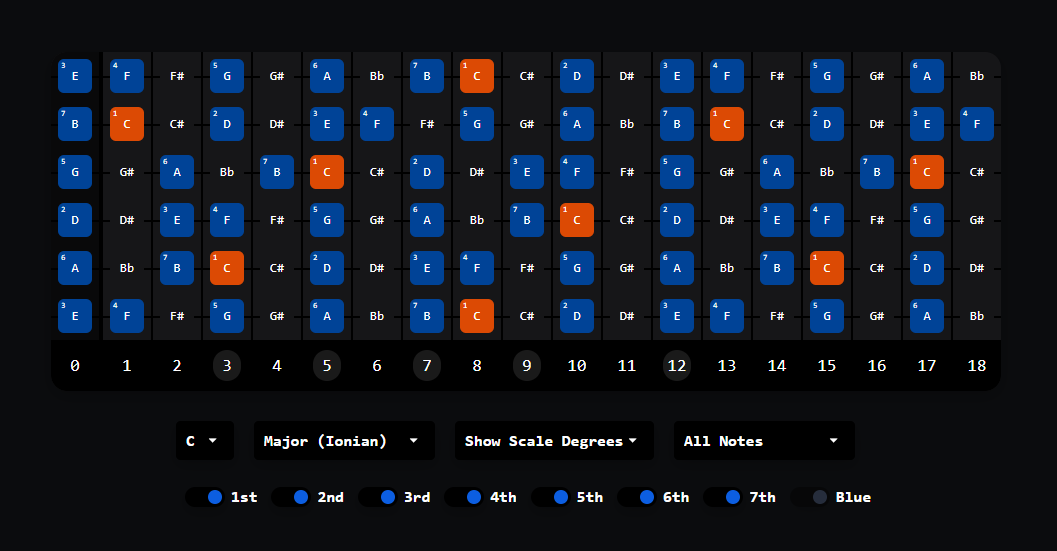 3 E 4 F F# 5 G G# 6 A Bb 7 B 1 C C# 2 D D# 3 E 4 F F# 5 G G# 6 A Bb
7 B 1 C C# 2 D D# 3 E 4 F F# 5 G G# 6 A Bb 7 B 1 C C# 2 D D# 3 E 4 F
5 G G# 6 A Bb 7 B 1 C C# 2 D D# 3 E 4 F F# 5 G G# 6 A Bb 7 B 1 C C#
2 D D# 3 E 4 F F# 5 G G# 6 A Bb 7 B 1 C C# 2 D D# 3 E 4 F F# 5 G G#
6 A Bb 7 B 1 C C# 2 D D# 3 E 4 F F# 5 G G# 6 A Bb 7 B 1 C C# 2 D D#
3 E 4 F F# 5 G G# 6 A Bb 7 B 1 C C# 2 D D# 3 E 4 F F# 5 G G# 6 A Bb
0 1 2 3 4 5 6 7 8 9 10 11 12 13 14 15 16 17 18
C Major (Ionian) Show Scale Degrees All Notes
1st 2nd 3rd 4th 5th 6th 7th Blue